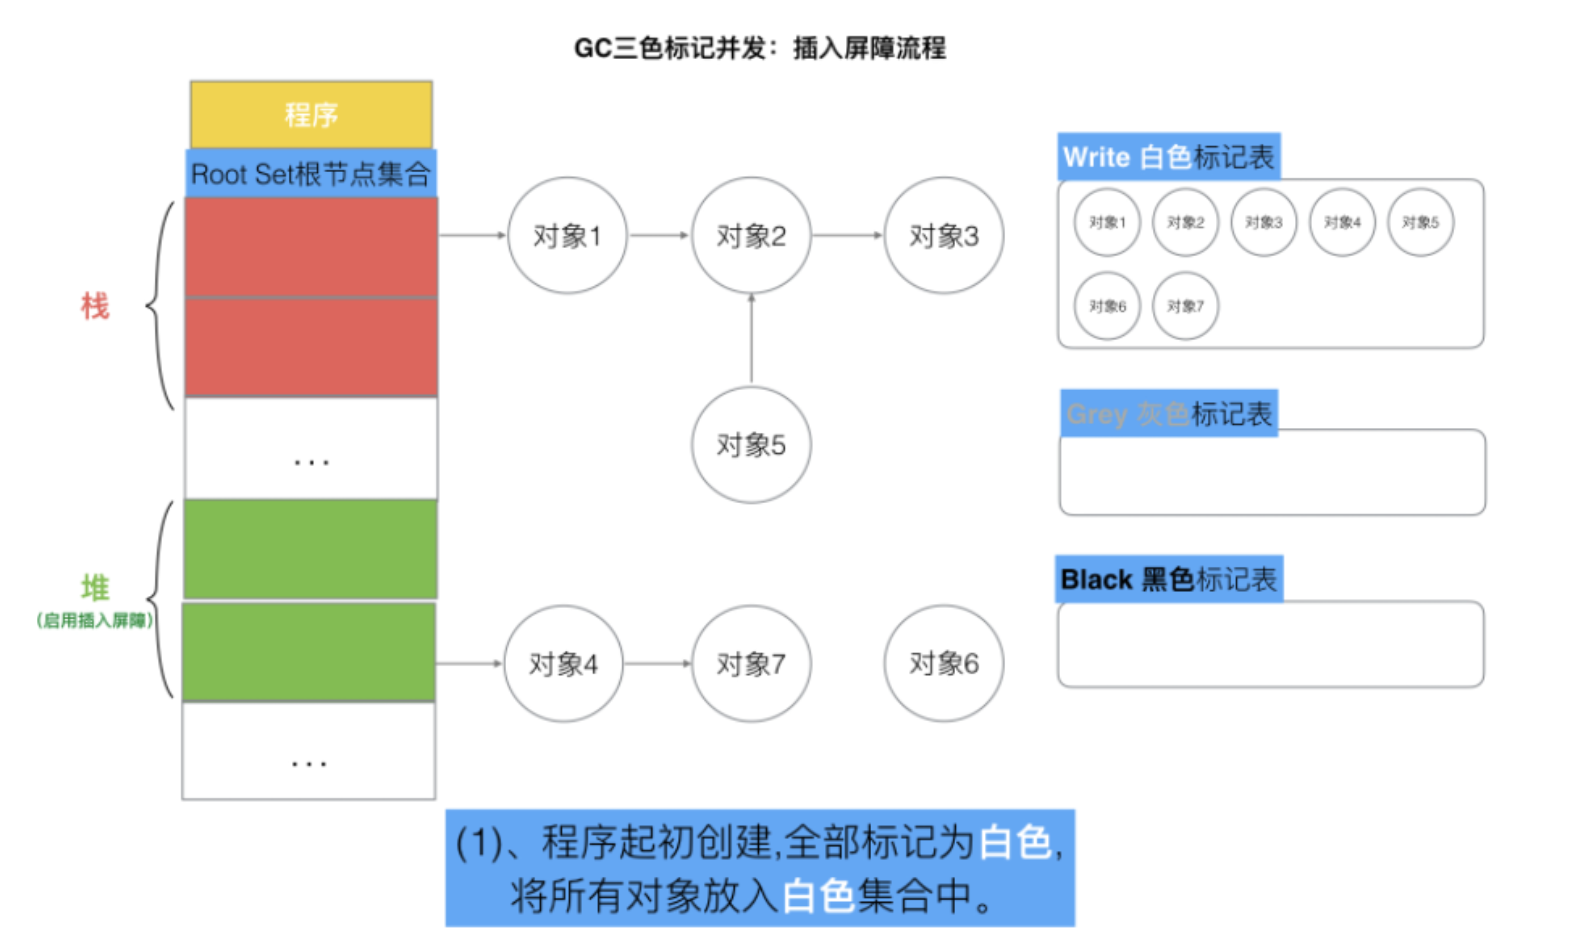 GC三色标记并发：插入屏障流程
程序
Root Set根节点集合
栈
...
堆
(启用插入屏障)
...
对象1
对象2
对象3
对象5
对象4
对象7
对象6
Write 白色标记表
对象1 对象2 对象3 对象4 对象5
对象6 对象7
Grey 灰色标记表
Black 黑色标记表
(1)、程序起初创建,全部标记为白色,
将所有对象放入白色集合中。